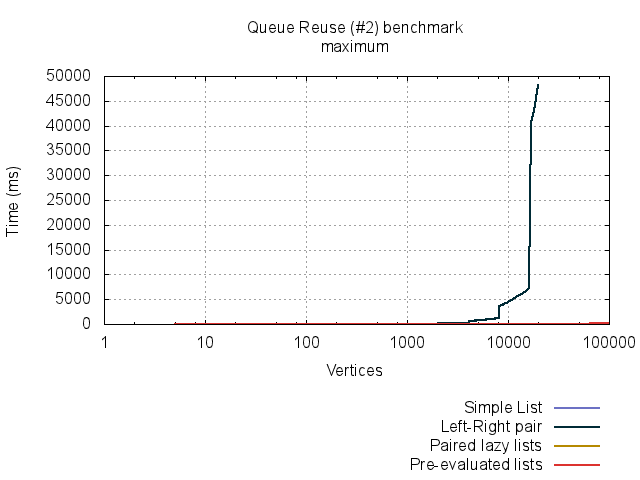 Queue Reuse (#2) benchmark
maximum
Time (ms)
50000
45000
40000
35000
30000
25000
20000
15000
10000
5000
0
1 10 100 1000 10000 100000
Vertices
Simple List
Left-Right pair
Paired lazy lists
Pre-evaluated lists